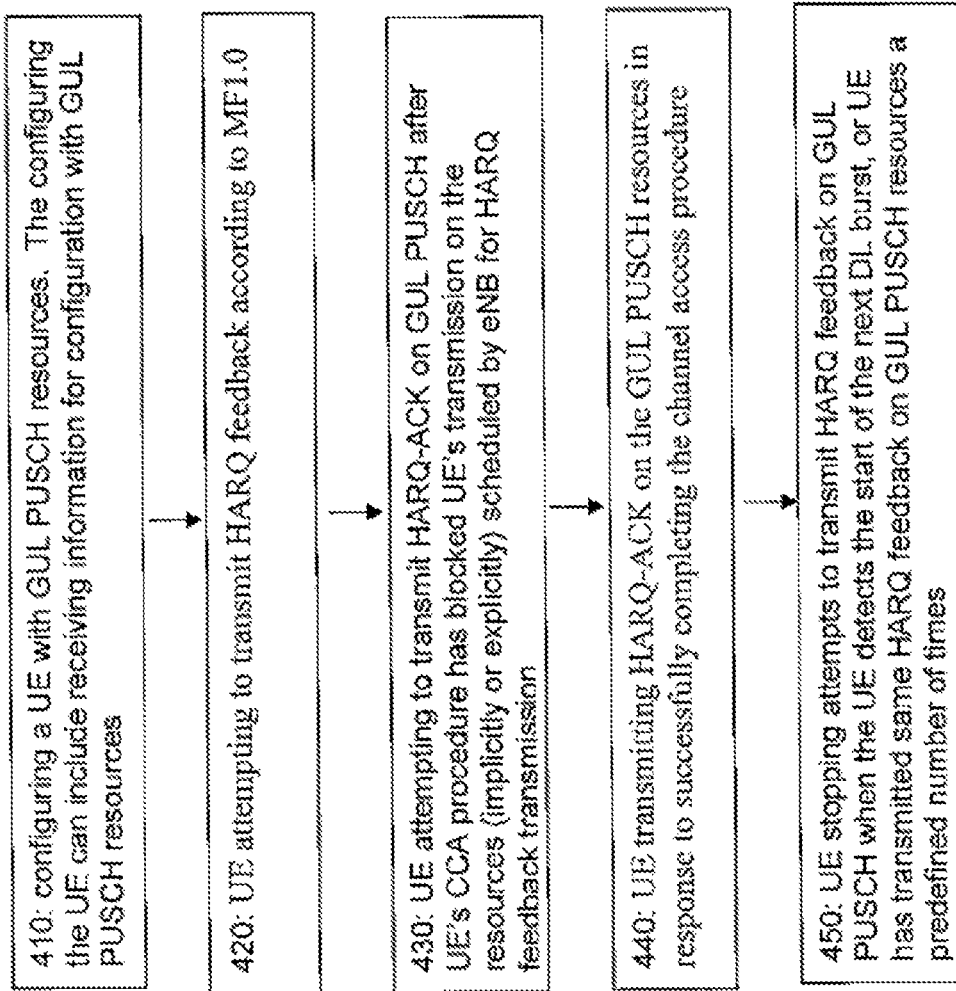 410: configuring a UE with GUL PUSCH resources. The configuring
the UE can include receiving information for configuration with GUL
PUSCH resources
420: UE attempting to transmit HARQ feedback according to MF1.0
430: UE attempting to transmit HARQ-ACK on GUL PUSCH after
UE's CCA procedure has blocked UE's transmission on the
resources (implicitly or explicitly) scheduled by eNB for HARQ
feedback transmission
440: UE transmitting HARQ-ACK on the GUL PUSCH resources in
response to successfully completing the channel access procedure
450: UE stopping attempts to transmit HARQ feedback on GUL
PUSCH when the UE detects the start of the next DL burst, or UE
has transmitted same HARQ feedback on GUL PUSCH resources a
predefined number of times